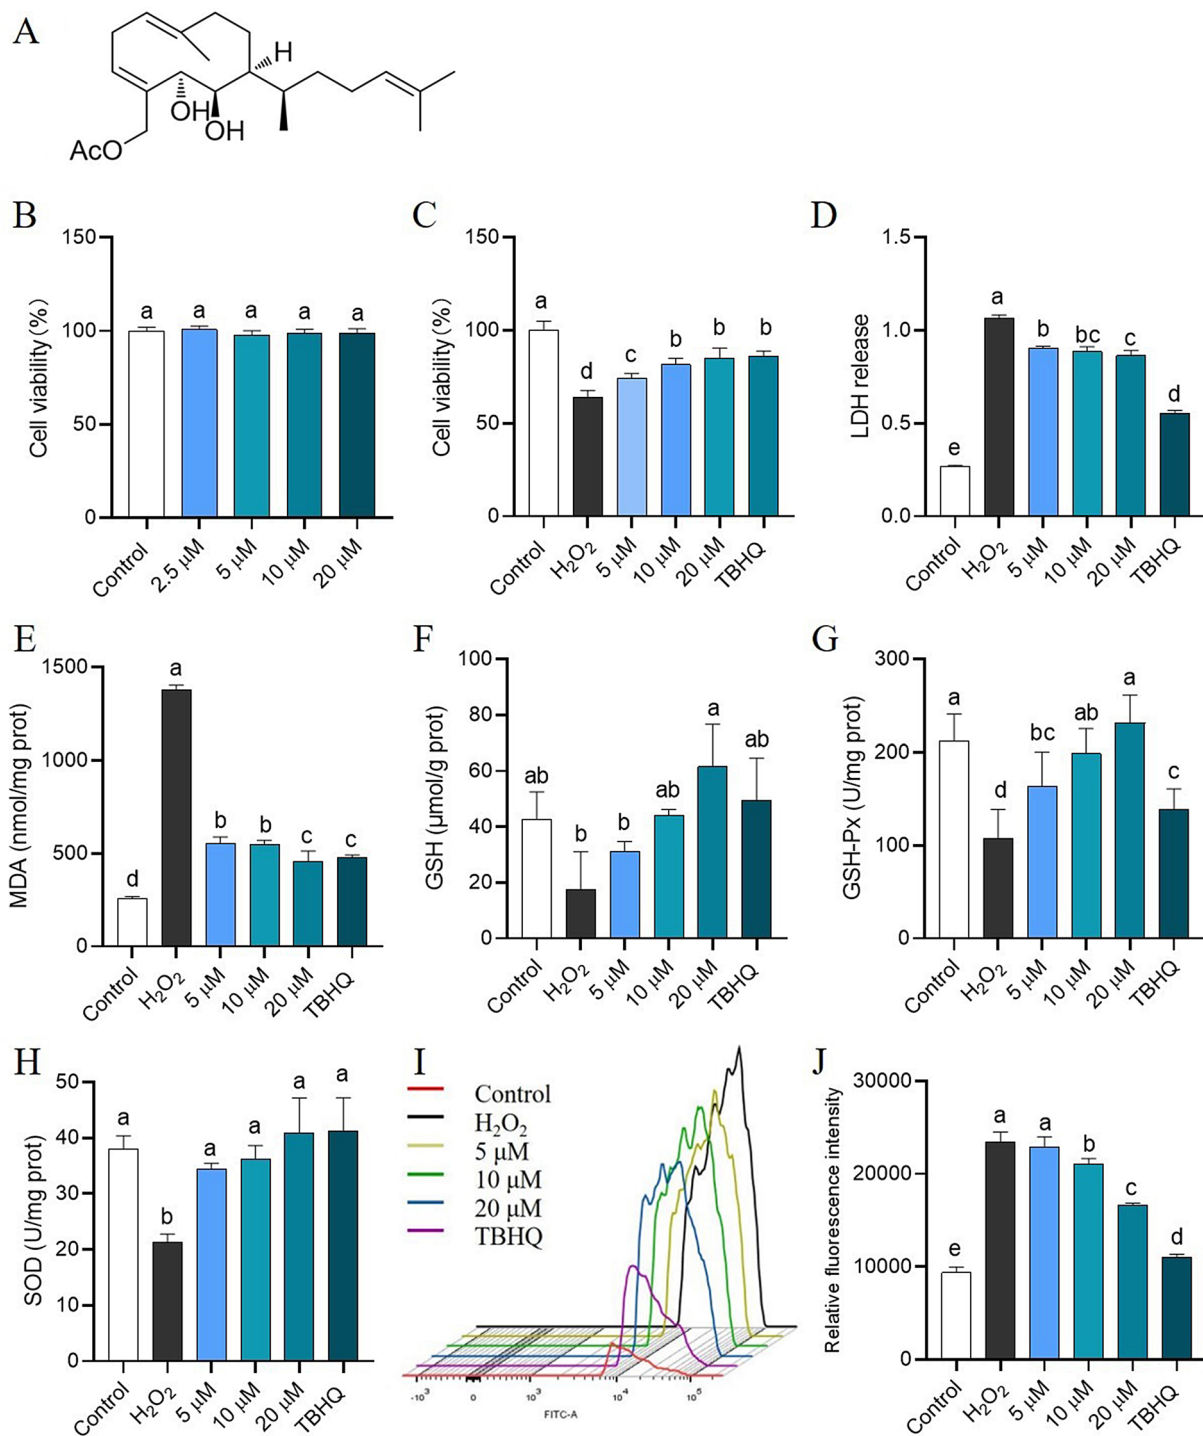 A
H
OH
OH
AcO
B
Cell viability (%)
150
100
50
0
a a a a a
Control 2.5 μM 5 μM 10 μM 20 μM
C
Cell viability (%)
150
100
50
0
a d c b b b
Control H₂O₂ 5 μM 10 μM 20 μM TBHQ
D
LDH release
1.5
1.0
0.5
0.0
e a b bc c d
Control H₂O₂ 5 μM 10 μM 20 μM TBHQ
E
MDA (nmol/mg prot)
1500
1000
500
0
d a b b c c
Control H₂O₂ 5 μM 10 μM 20 μM TBHQ
F
GSH (μmol/g prot)
100
80
60
40
20
0
ab b b ab a ab
Control H₂O₂ 5 μM 10 μM 20 μM TBHQ
G
GSH-Px (U/mg prot)
300
200
100
0
a d bc ab a c
Control H₂O₂ 5 μM 10 μM 20 μM TBHQ
H
SOD (U/mg prot)
50
40
30
20
10
0
a b a a a a
Control H₂O₂ 5 μM 10 μM 20 μM TBHQ
I
Control
H₂O₂
5 μM
10 μM
20 μM
TBHQ
-10³ 0 10³ 10⁴ 10⁵
FITC-A
J
Relative fluorescence intensity
30000
20000
10000
0
e a a b c d
Control H₂O₂ 5 μM 10 μM 20 μM TBHQ